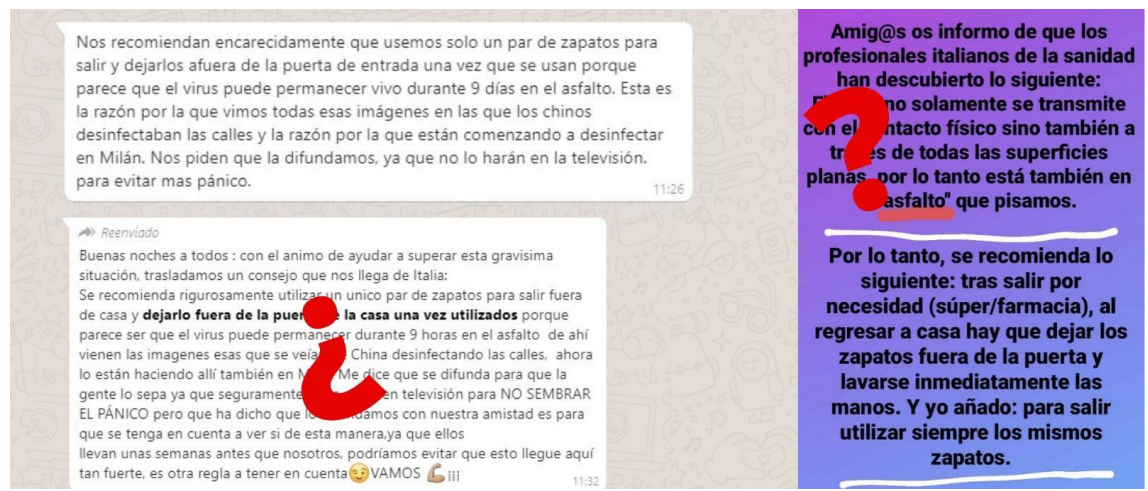 Nos recomiendan encarecidamente que usemos solo un par de zapatos para
salir y dejarlos afuera de la puerta de entrada una vez que se usan porque
parece que el virus puede permanecer vivo durante 9 días en el asfalto. Esta es
la razón por la que vimos todas esas imágenes en las que los chinos
desinfectaban las calles y la razón por la que están comenzando a desinfectar
en Milán. Nos piden que la difundamos, ya que no lo harán en la televisión.
para evitar mas pánico.
11:26
Reenviado
Buenas noches a todos : con el animo de ayudar a superar esta gravisima
situación, trasladamos un consejo que nos llega de Italia:
Se recomienda rigurosamente utilizar un unico par de zapatos para salir fuera
de casa y dejarlo fuera de la puer la casa una vez utilizados porque
parece ser que el virus puede permanecer durante 9 horas en el asfalto de ahí
vienen las imagenes esas que se veía China desinfectando las calles, ahora
lo están haciendo allí también en Me dice que se difunda para que la
gente lo sepa ya que seguramente en televisión para NO SEMBRAR
EL PÁNICO pero que ha dicho que lo damos con nuestra amistad es para
que se tenga en cuenta a ver si de esta manera,ya que ellos
llevan unas semanas antes que nosotros, podríamos evitar que esto llegue aquí
tan fuerte, es otra regla a tener en cuenta😉VAMOS 💪🏼¡¡¡
11:32
¿
Amig@s os informo de que los
profesionales italianos de la sanidad
han descubierto lo siguiente:
no solamente se transmite
con el ntacto físico sino también a
tr es de todas las superficies
planas, por lo tanto está también en
asfalto" que pisamos.
?
Por lo tanto, se recomienda lo
siguiente: tras salir por
necesidad (súper/farmacia), al
regresar a casa hay que dejar los
zapatos fuera de la puerta y
lavarse inmediatamente las
manos. Y yo añado: para salir
utilizar siempre los mismos
zapatos.